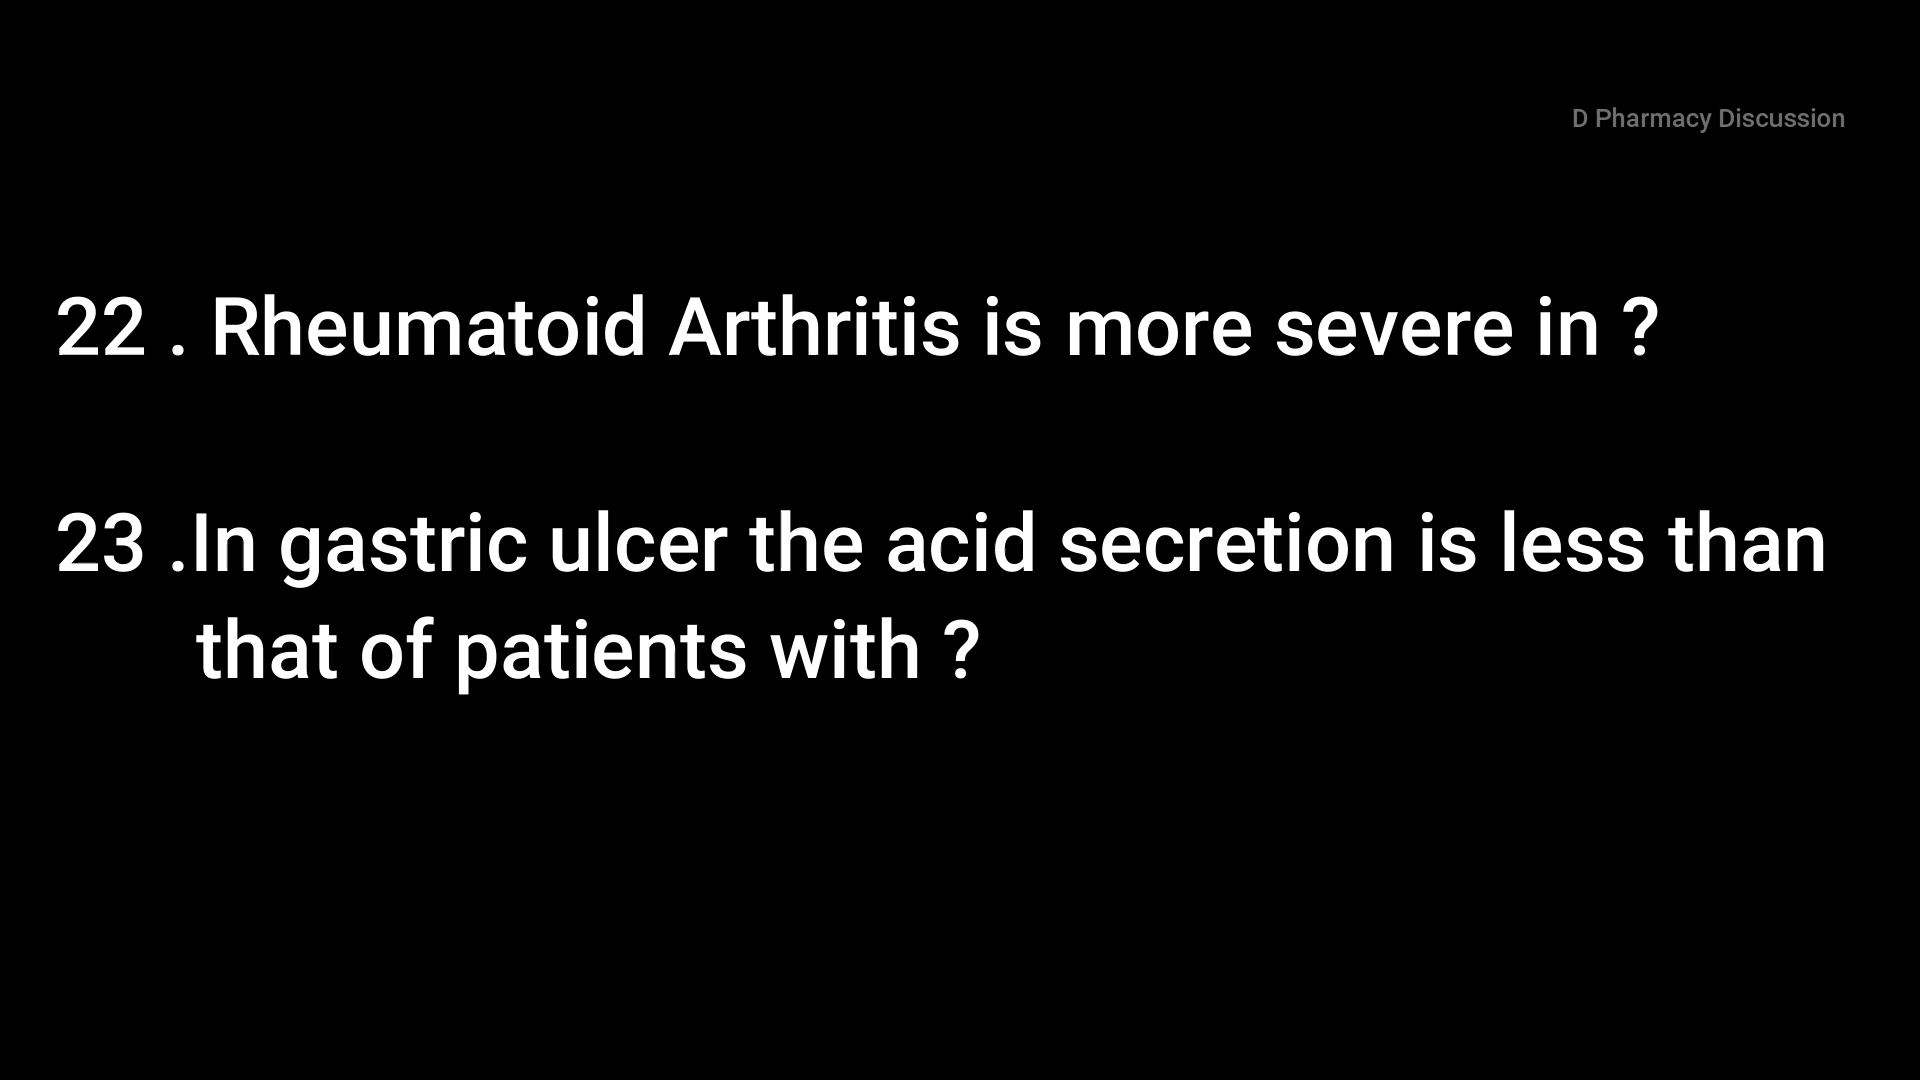 D Pharmacy Discussion
22 . Rheumatoid Arthritis is more severe in ?
23 .In gastric ulcer the acid secretion is less than
that of patients with ?